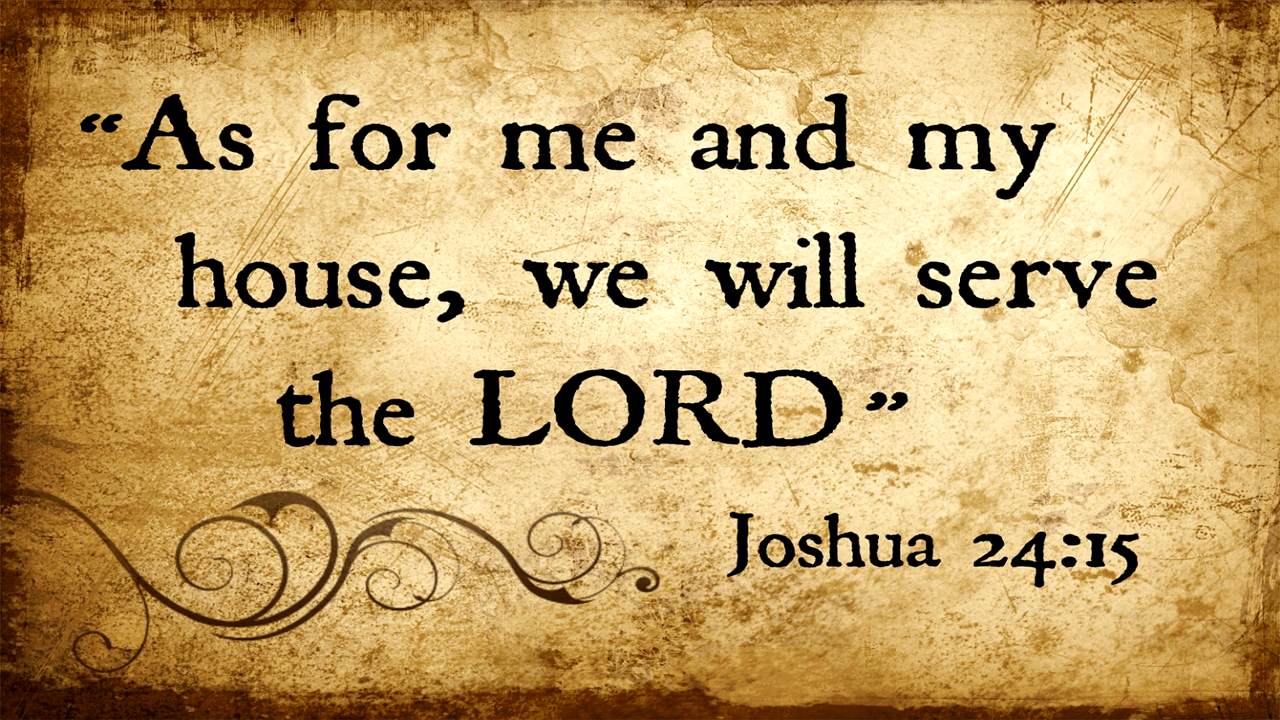 “As for me and my
house, we will serve
the LORD”
Joshua 24:15